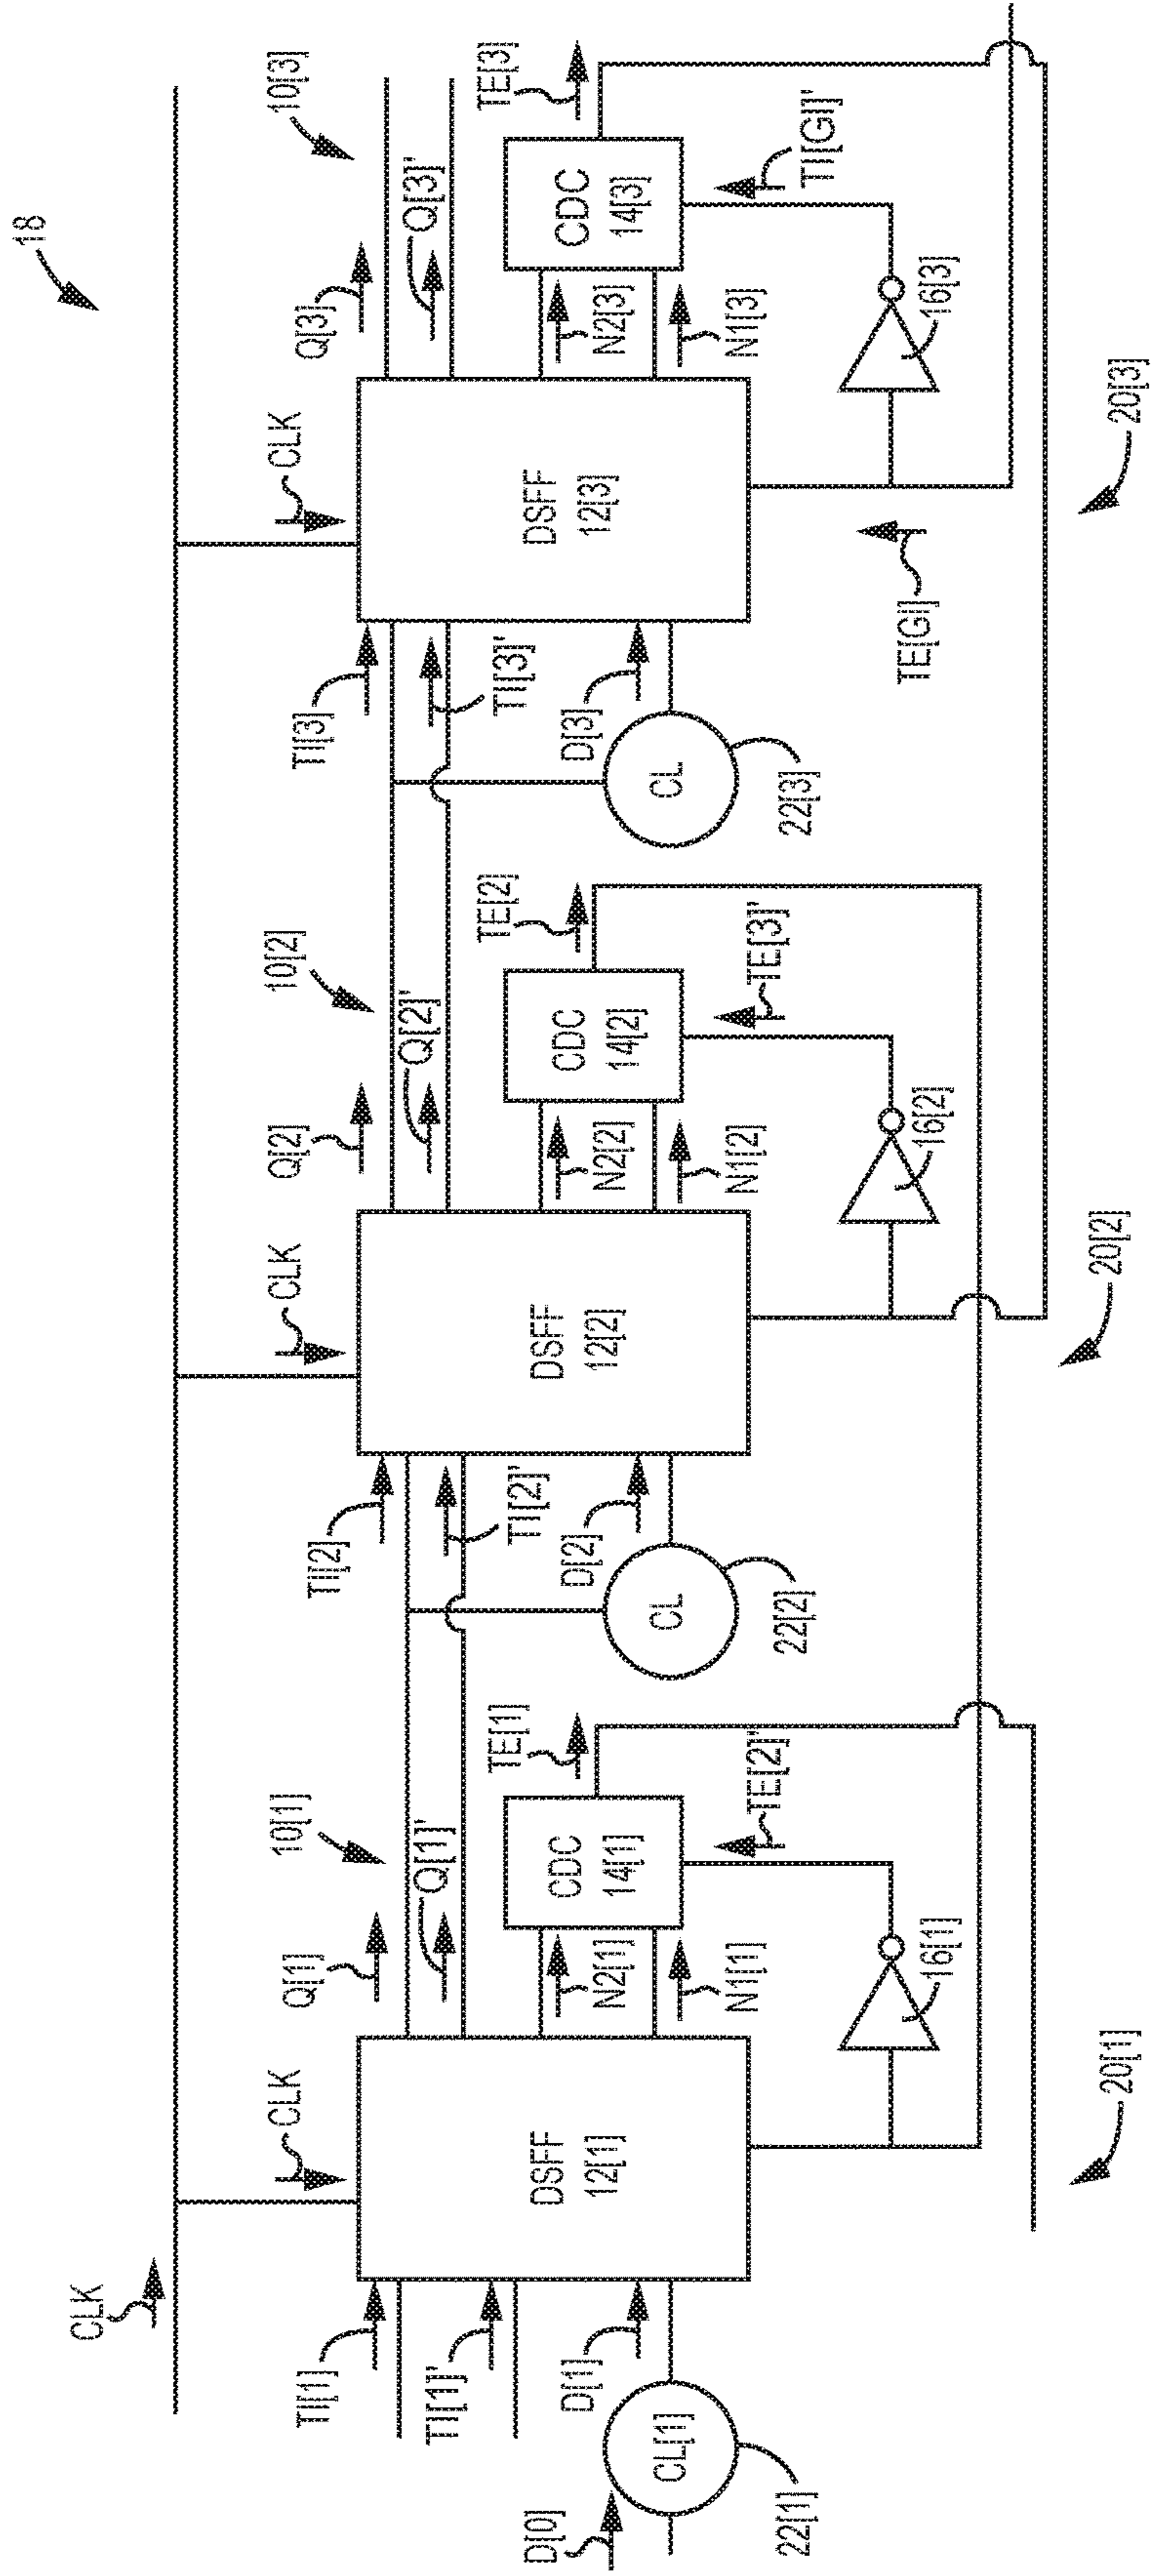 18
CLK
TI[1]
TI[1]'
D[0]
CL[1]
22[1]
D[1]
CLK
DSFF
12[1]
Q[1]
Q[1]'
10[1]
N2[1]
N1[1]
CDC
14[1]
TE[1]
TE[2]'
16[1]
20[1]
TI[2]
TI[2]'
D[2]
CL
22[2]
CLK
DSFF
12[2]
Q[2]
Q[2]'
10[2]
N2[2]
N1[2]
CDC
14[2]
TE[2]
TE[3]'
16[2]
20[2]
TI[3]
TI[3]'
D[3]
CL
22[3]
CLK
DSFF
12[3]
TE[GI]
Q[3]
Q[3]'
10[3]
N2[3]
N1[3]
CDC
14[3]
TE[3]
TI[GI]'
16[3]
20[3]